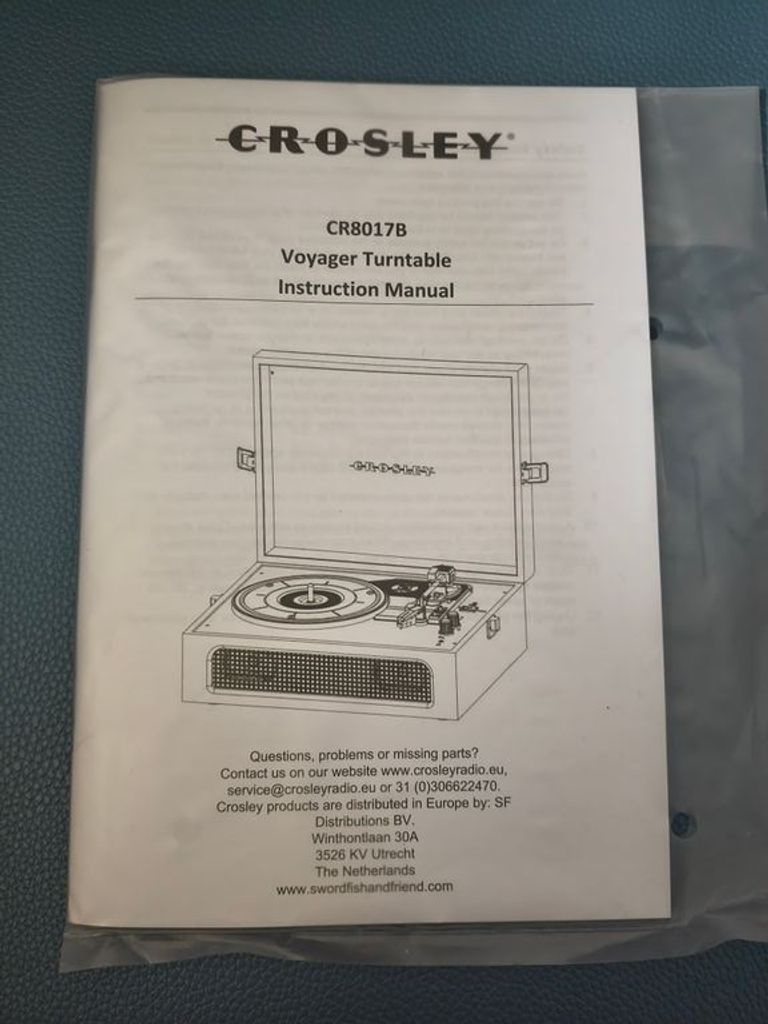 CROSLEY®
CR8017B
Voyager Turntable
Instruction Manual
CROSLEY
Questions, problems or missing parts?
Contact us on our website www.crosleyradio.eu,
service@crosleyradio.eu or 31 (0)306622470.
Crosley products are distributed in Europe by: SF
Distributions BV.
Winthontlaan 30A
3526 KV Utrecht
The Netherlands
www.swordfishandfriend.com